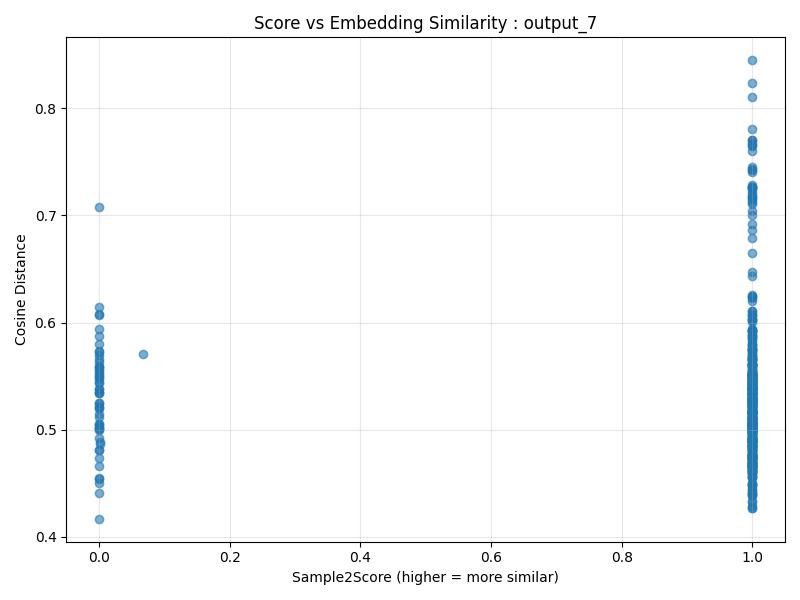 Score vs Embedding Similarity : output_7
Cosine Distance
0.8
0.7
0.6
0.5
0.4
0.0 0.2 0.4 0.6 0.8 1.0
Sample2Score (higher = more similar)